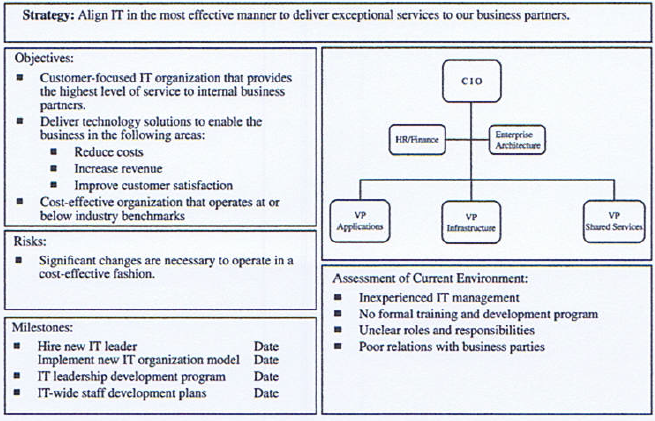 Strategy: Align IT in the most effective manner to deliver exceptional services to our business partners.
Objectives:
■ Customer-focused IT organization that provides
the highest level of service to internal business
partners.
■ Deliver technology solutions to enable the
business in the following areas:
■ Reduce costs
■ Increase revenue
■ Improve customer satisfaction
■ Cost-effective organization that operates at or
below industry benchmarks
Risks:
■ Significant changes are necessary to operate in a
cost-effective fashion.
Milestones:
■ Hire new IT leader Date
Implement new IT organization model Date
■ IT leadership development program Date
■ IT-wide staff development plans Date
CIO
HR/Finance
Enterprise
Architecture
VP
Applications
VP
Infrastructure
VP
Shared Services
Assessment of Current Environment:
■ Inexperienced IT management
■ No formal training and development program
■ Unclear roles and responsibilities
■ Poor relations with business parties